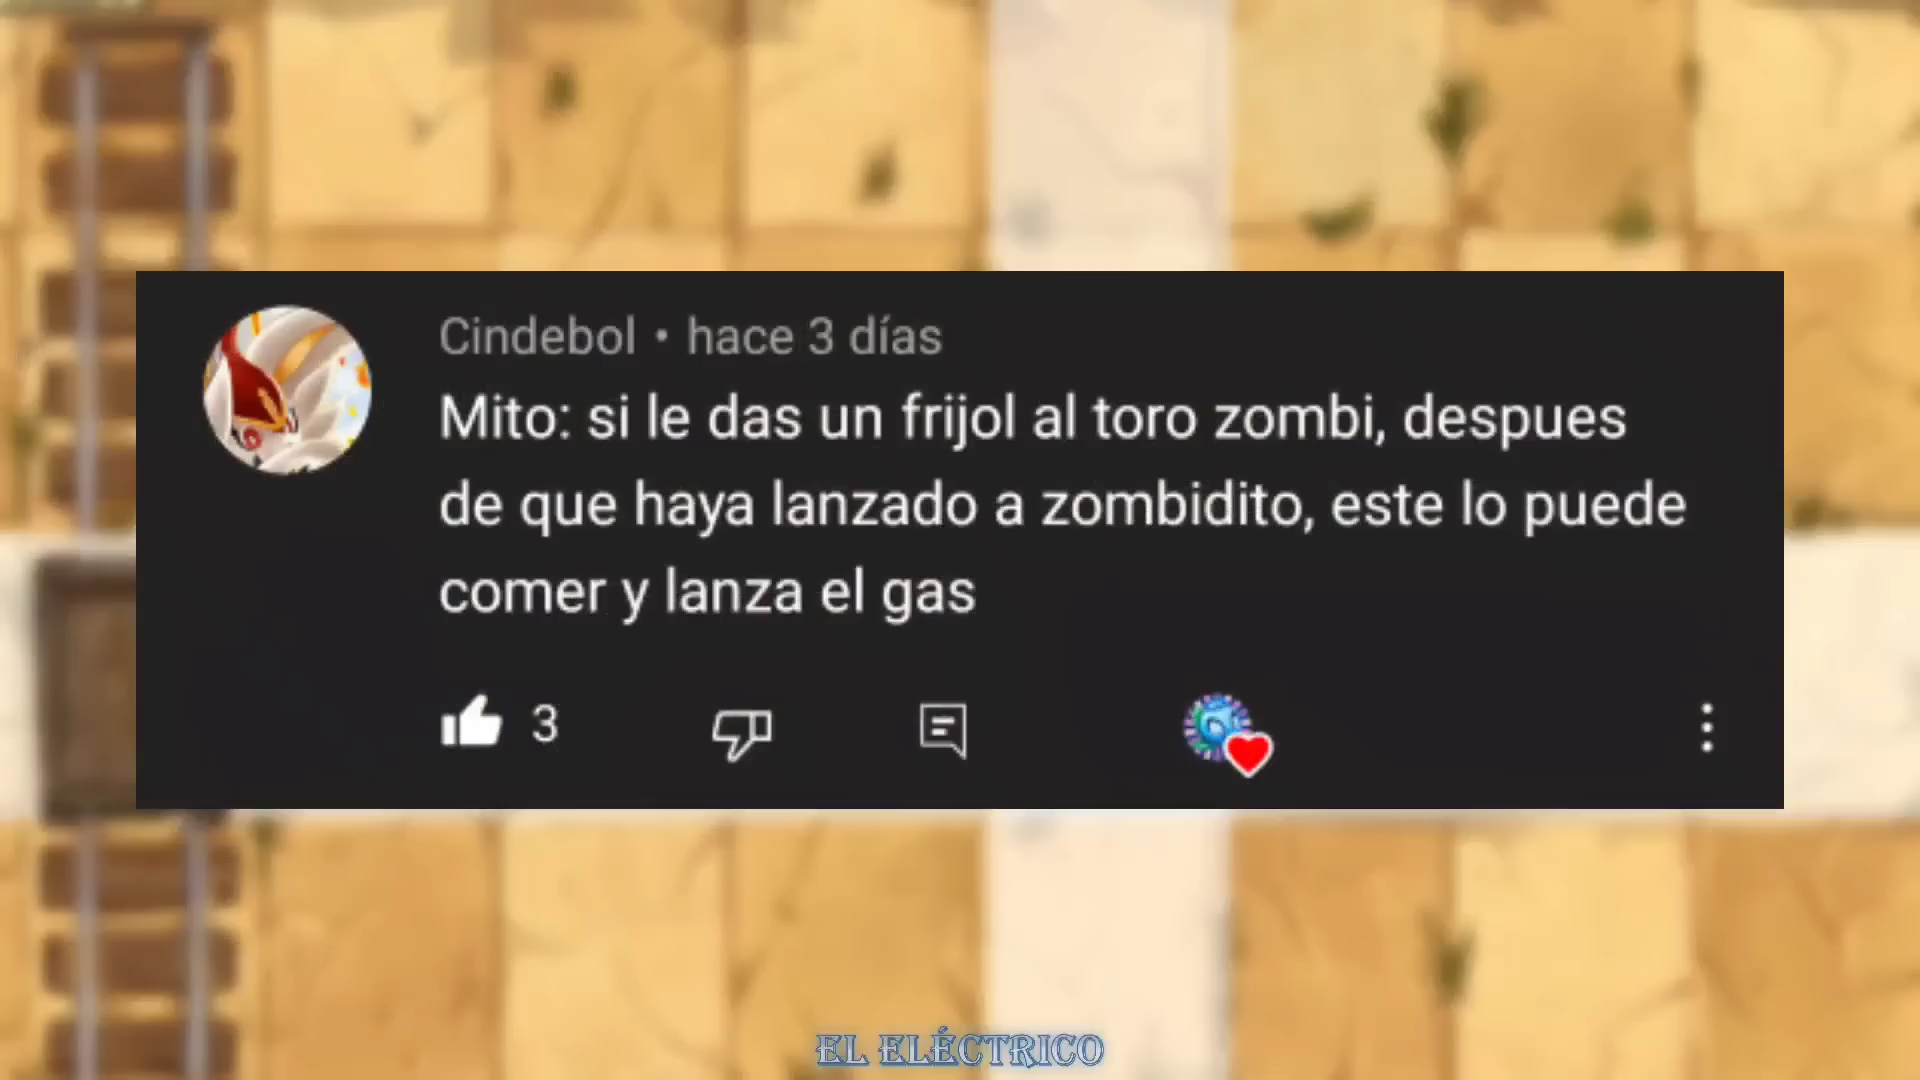 Cindebol • hace 3 días
Mito: si le das un frijol al toro zombi, despues
de que haya lanzado a zombidito, este lo puede
comer y lanza el gas
3
EL ELÉCTRICO